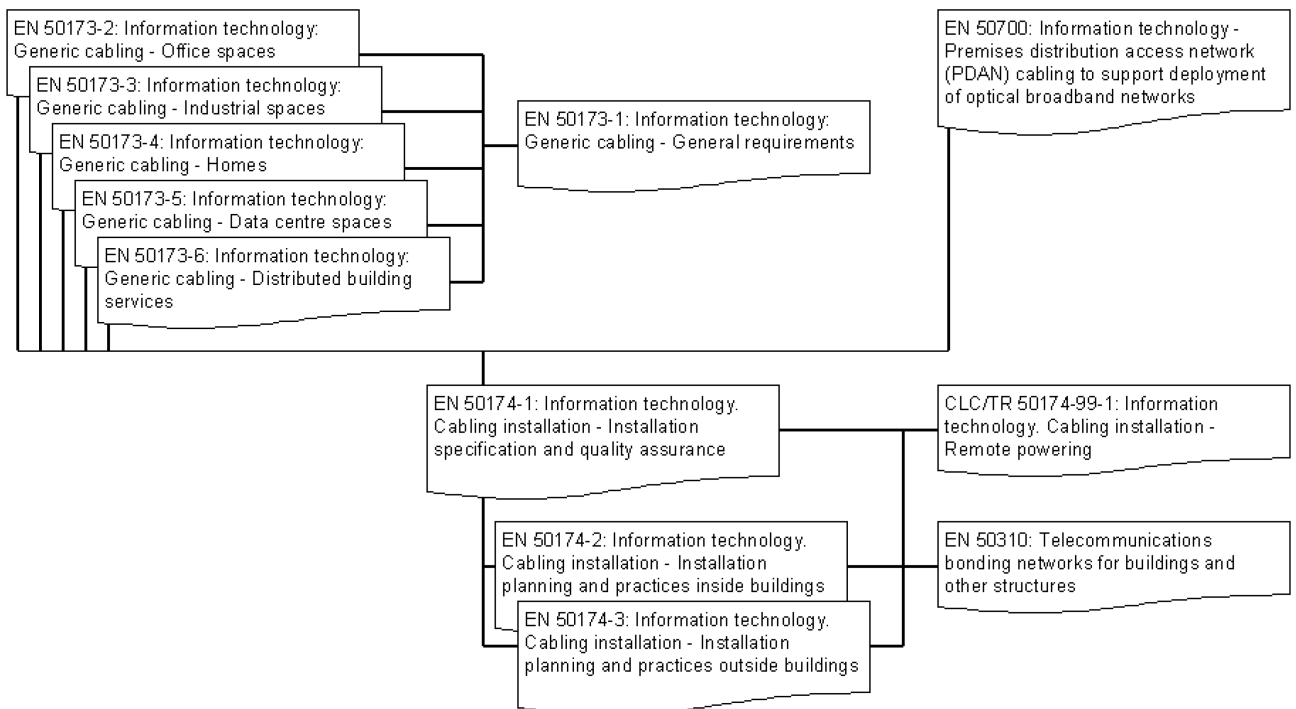 EN 50173-2: Information technology:
Generic cabling - Office spaces
EN 50173-3: Information technology:
Generic cabling - Industrial spaces
EN 50173-4: Information technology:
Generic cabling - Homes
EN 50173-5: Information technology:
Generic cabling - Data centre spaces
EN 50173-6: Information technology:
Generic cabling - Distributed building
services
EN 50173-1: Information technology:
Generic cabling - General requirements
EN 50700: Information technology -
Premises distribution access network
(PDAN) cabling to support deployment
of optical broadband networks
EN 50174-1: Information technology.
Cabling installation - Installation
specification and quality assurance
CLC/TR 50174-99-1: Information
technology. Cabling installation -
Remote powering
EN 50174-2: Information technology.
Cabling installation - Installation
planning and practices inside buildings
EN 50310: Telecommunications
bonding networks for buildings and
other structures
EN 50174-3: Information technology.
Cabling installation - Installation
planning and practices outside buildings